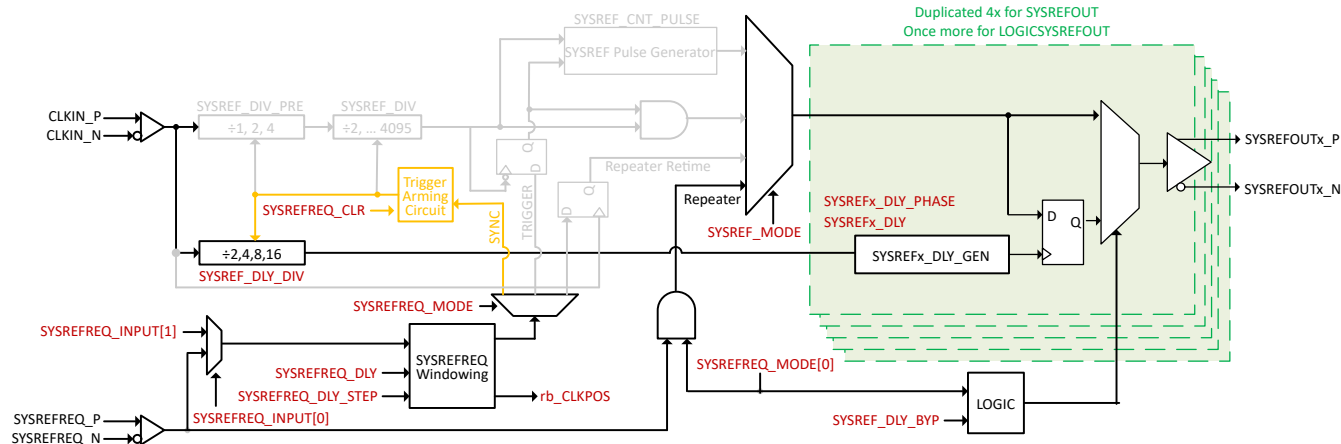 Duplicated 4x for SYSREFOUT
Once more for LOGICSYSREFOUT
SYSREF_CNT_PULSE
SYSREF Pulse Generator
CLKIN_P
CLKIN_N
SYSREF_DIV_PRE
÷1, 2, 4
SYSREF_DIV
÷2, ... 4095
Q
D
TRIGGER
Repeater Retime
Q
D
Trigger
Arming
Circuit
SYSREFREQ_CLR
SYNC
÷2,4,8,16
SYSREF_DLY_DIV
Repeater
SYSREF_MODE
SYSREFx_DLY_PHASE
SYSREFx_DLY
SYSREFx_DLY_GEN
D
Q
SYSREFOUTx_P
SYSREFOUTx_N
SYSREFREQ_MODE
SYSREFREQ_INPUT[1]
SYSREFREQ
Windowing
SYSREFREQ_DLY
SYSREFREQ_DLY_STEP
rb_CLKPOS
SYSREFREQ_INPUT[0]
SYSREFREQ_P
SYSREFREQ_N
SYSREFREQ_MODE[0]
SYSREF_DLY_BYP
LOGIC